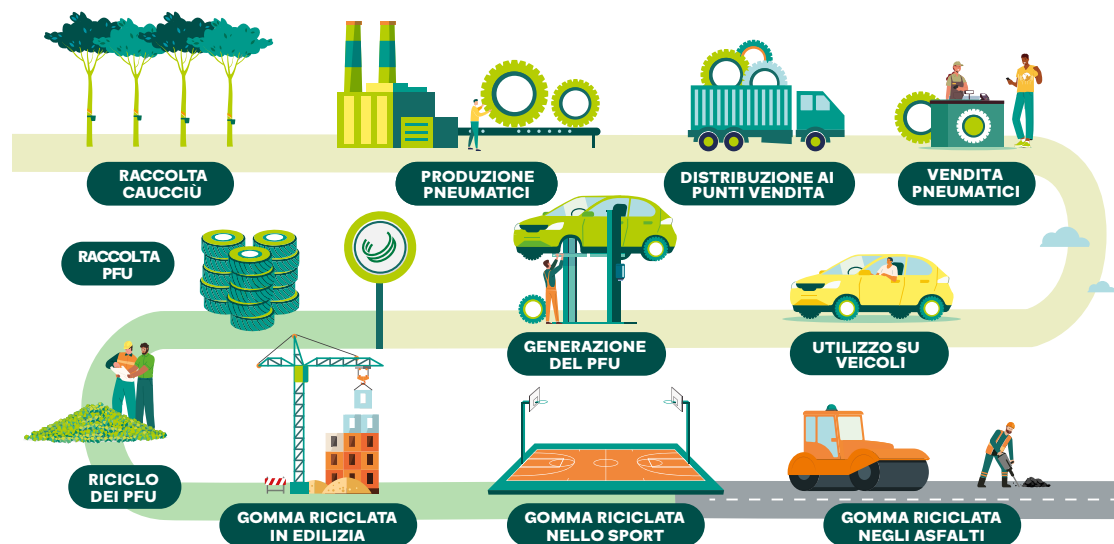 RACCOLTA
CAUCCIÙ
PRODUZIONE
PNEUMATICI
DISTRIBUZIONE AI
PUNTI VENDITA
VENDITA
PNEUMATICI
UTILIZZO SU
VEICOLI
GENERAZIONE
DEL PFU
RACCOLTA
PFU
RICICLO
DEI PFU
GOMMA RICICLATA
IN EDILIZIA
GOMMA RICICLATA
NELLO SPORT
GOMMA RICICLATA
NEGLI ASFALTI